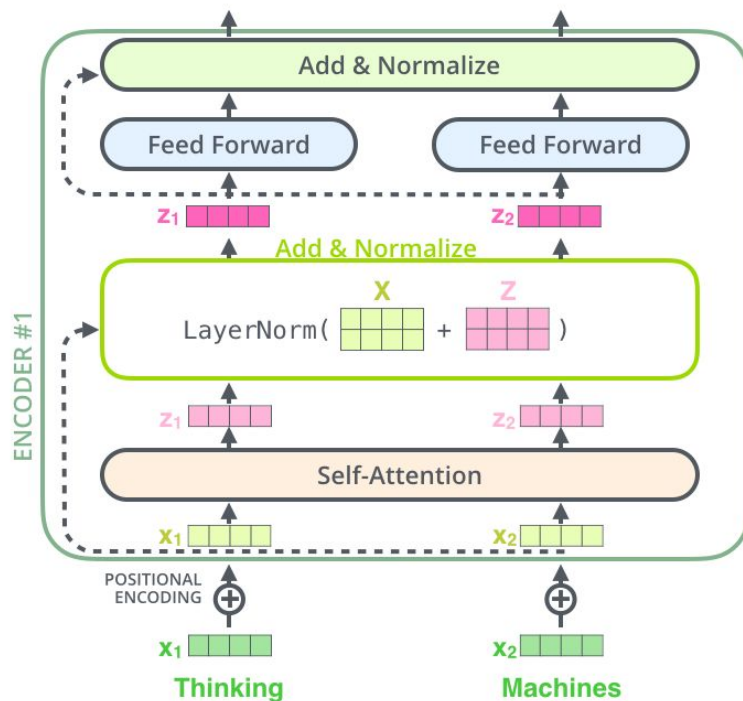 Add & Normalize
Feed Forward Feed Forward
z₁ z₂
Add & Normalize
X Z
LayerNorm( + )
z₁ z₂
Self-Attention
x₁ x₂
POSITIONAL
ENCODING
x₁ x₂
Thinking Machines
ENCODER #1